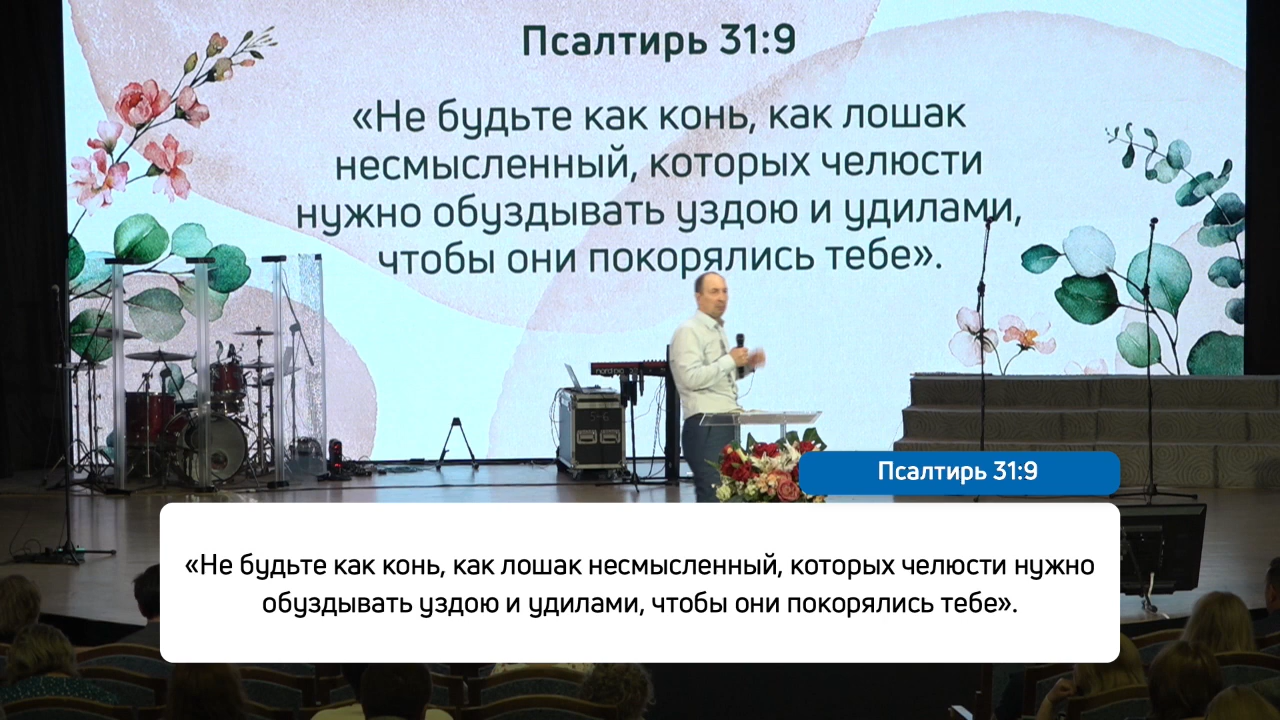 Псалтирь 31:9
«Не будьте как конь, как лошак
несмысленный, которых челюсти
нужно обуздывать уздою и удилами,
чтобы они покорялись тебе».
nord
Псалтирь 31:9
«Не будьте как конь, как лошак несмысленный, которых челюсти нужно
обуздывать уздою и удилами, чтобы они покорялись тебе».